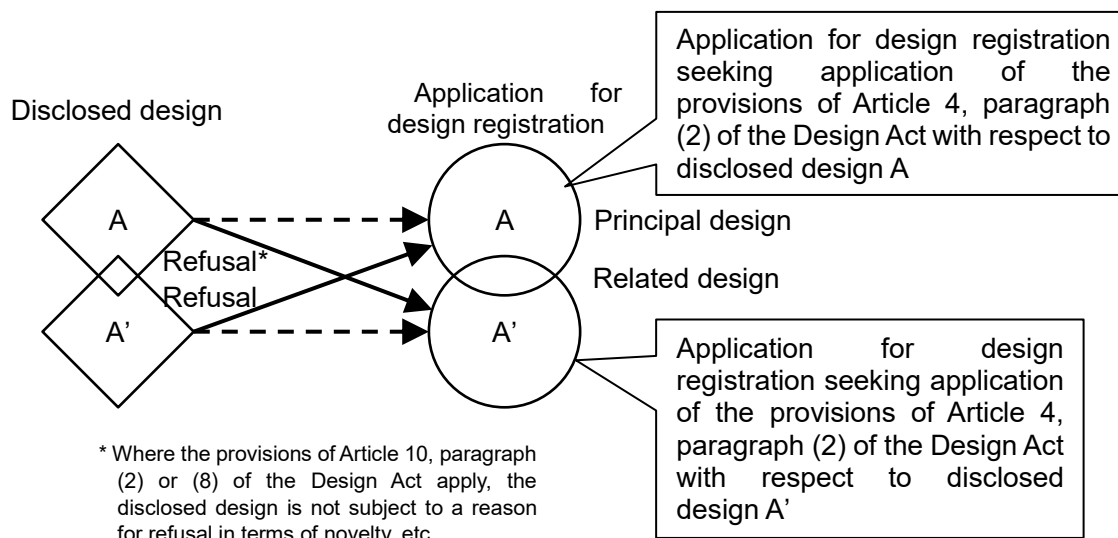 Disclosed design
Application for
design registration
Application for design registration
seeking application of the
provisions of Article 4, paragraph
(2) of the Design Act with respect to
disclosed design A
A
A
Principal design
Refusal*
Refusal
Related design
A’
A’
Application for design
registration seeking application
of the provisions of Article 4,
paragraph (2) of the Design Act
with respect to disclosed
design A’
* Where the provisions of Article 10, paragraph
(2) or (8) of the Design Act apply, the
disclosed design is not subject to a reason
for refusal in terms of novelty, etc